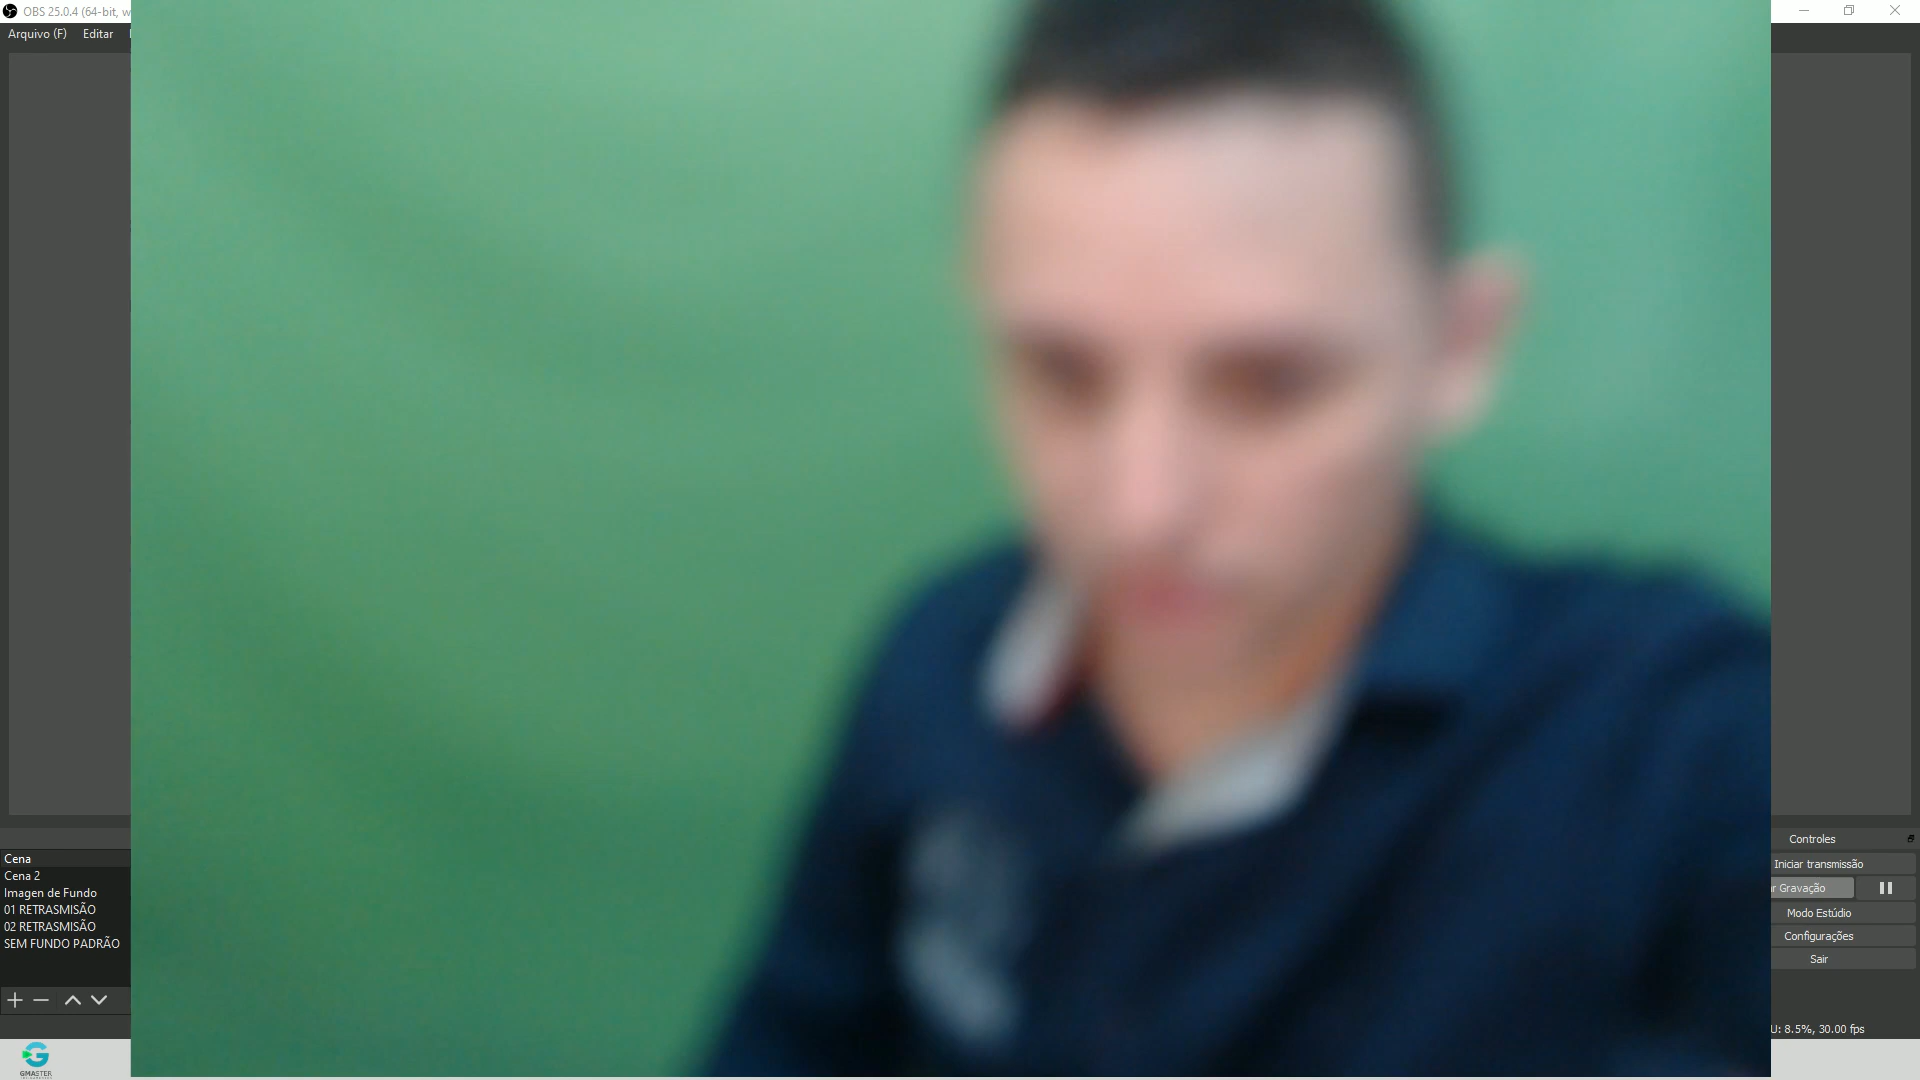 OBS 25.0.4 (64-bit, w
Arquivo (F) Editar
Cena
Cena 2
Imagen de Fundo
01 RETRASMISÃO
02 RETRASMISÃO
SEM FUNDO PADRÃO
Controles
Iniciar transmissão
r Gravação
Modo Estúdio
Configurações
Sair
U: 8.5%, 30.00 fps
GMASTER